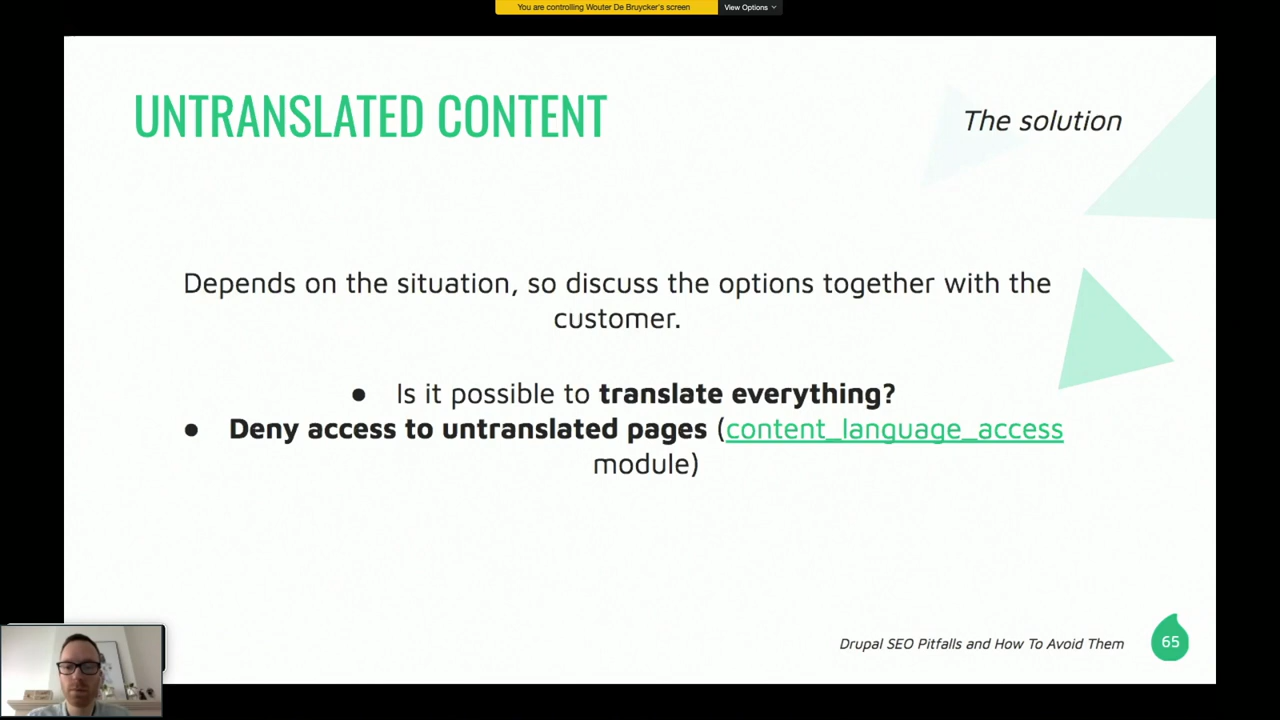 You are controlling Wouter De Bruycker's screen
View Options
UNTRANSLATED CONTENT
The solution
Depends on the situation, so discuss the options together with the
customer.
● Is it possible to translate everything?
● Deny access to untranslated pages (content_language_access
module)
Drupal SEO Pitfalls and How To Avoid Them
65